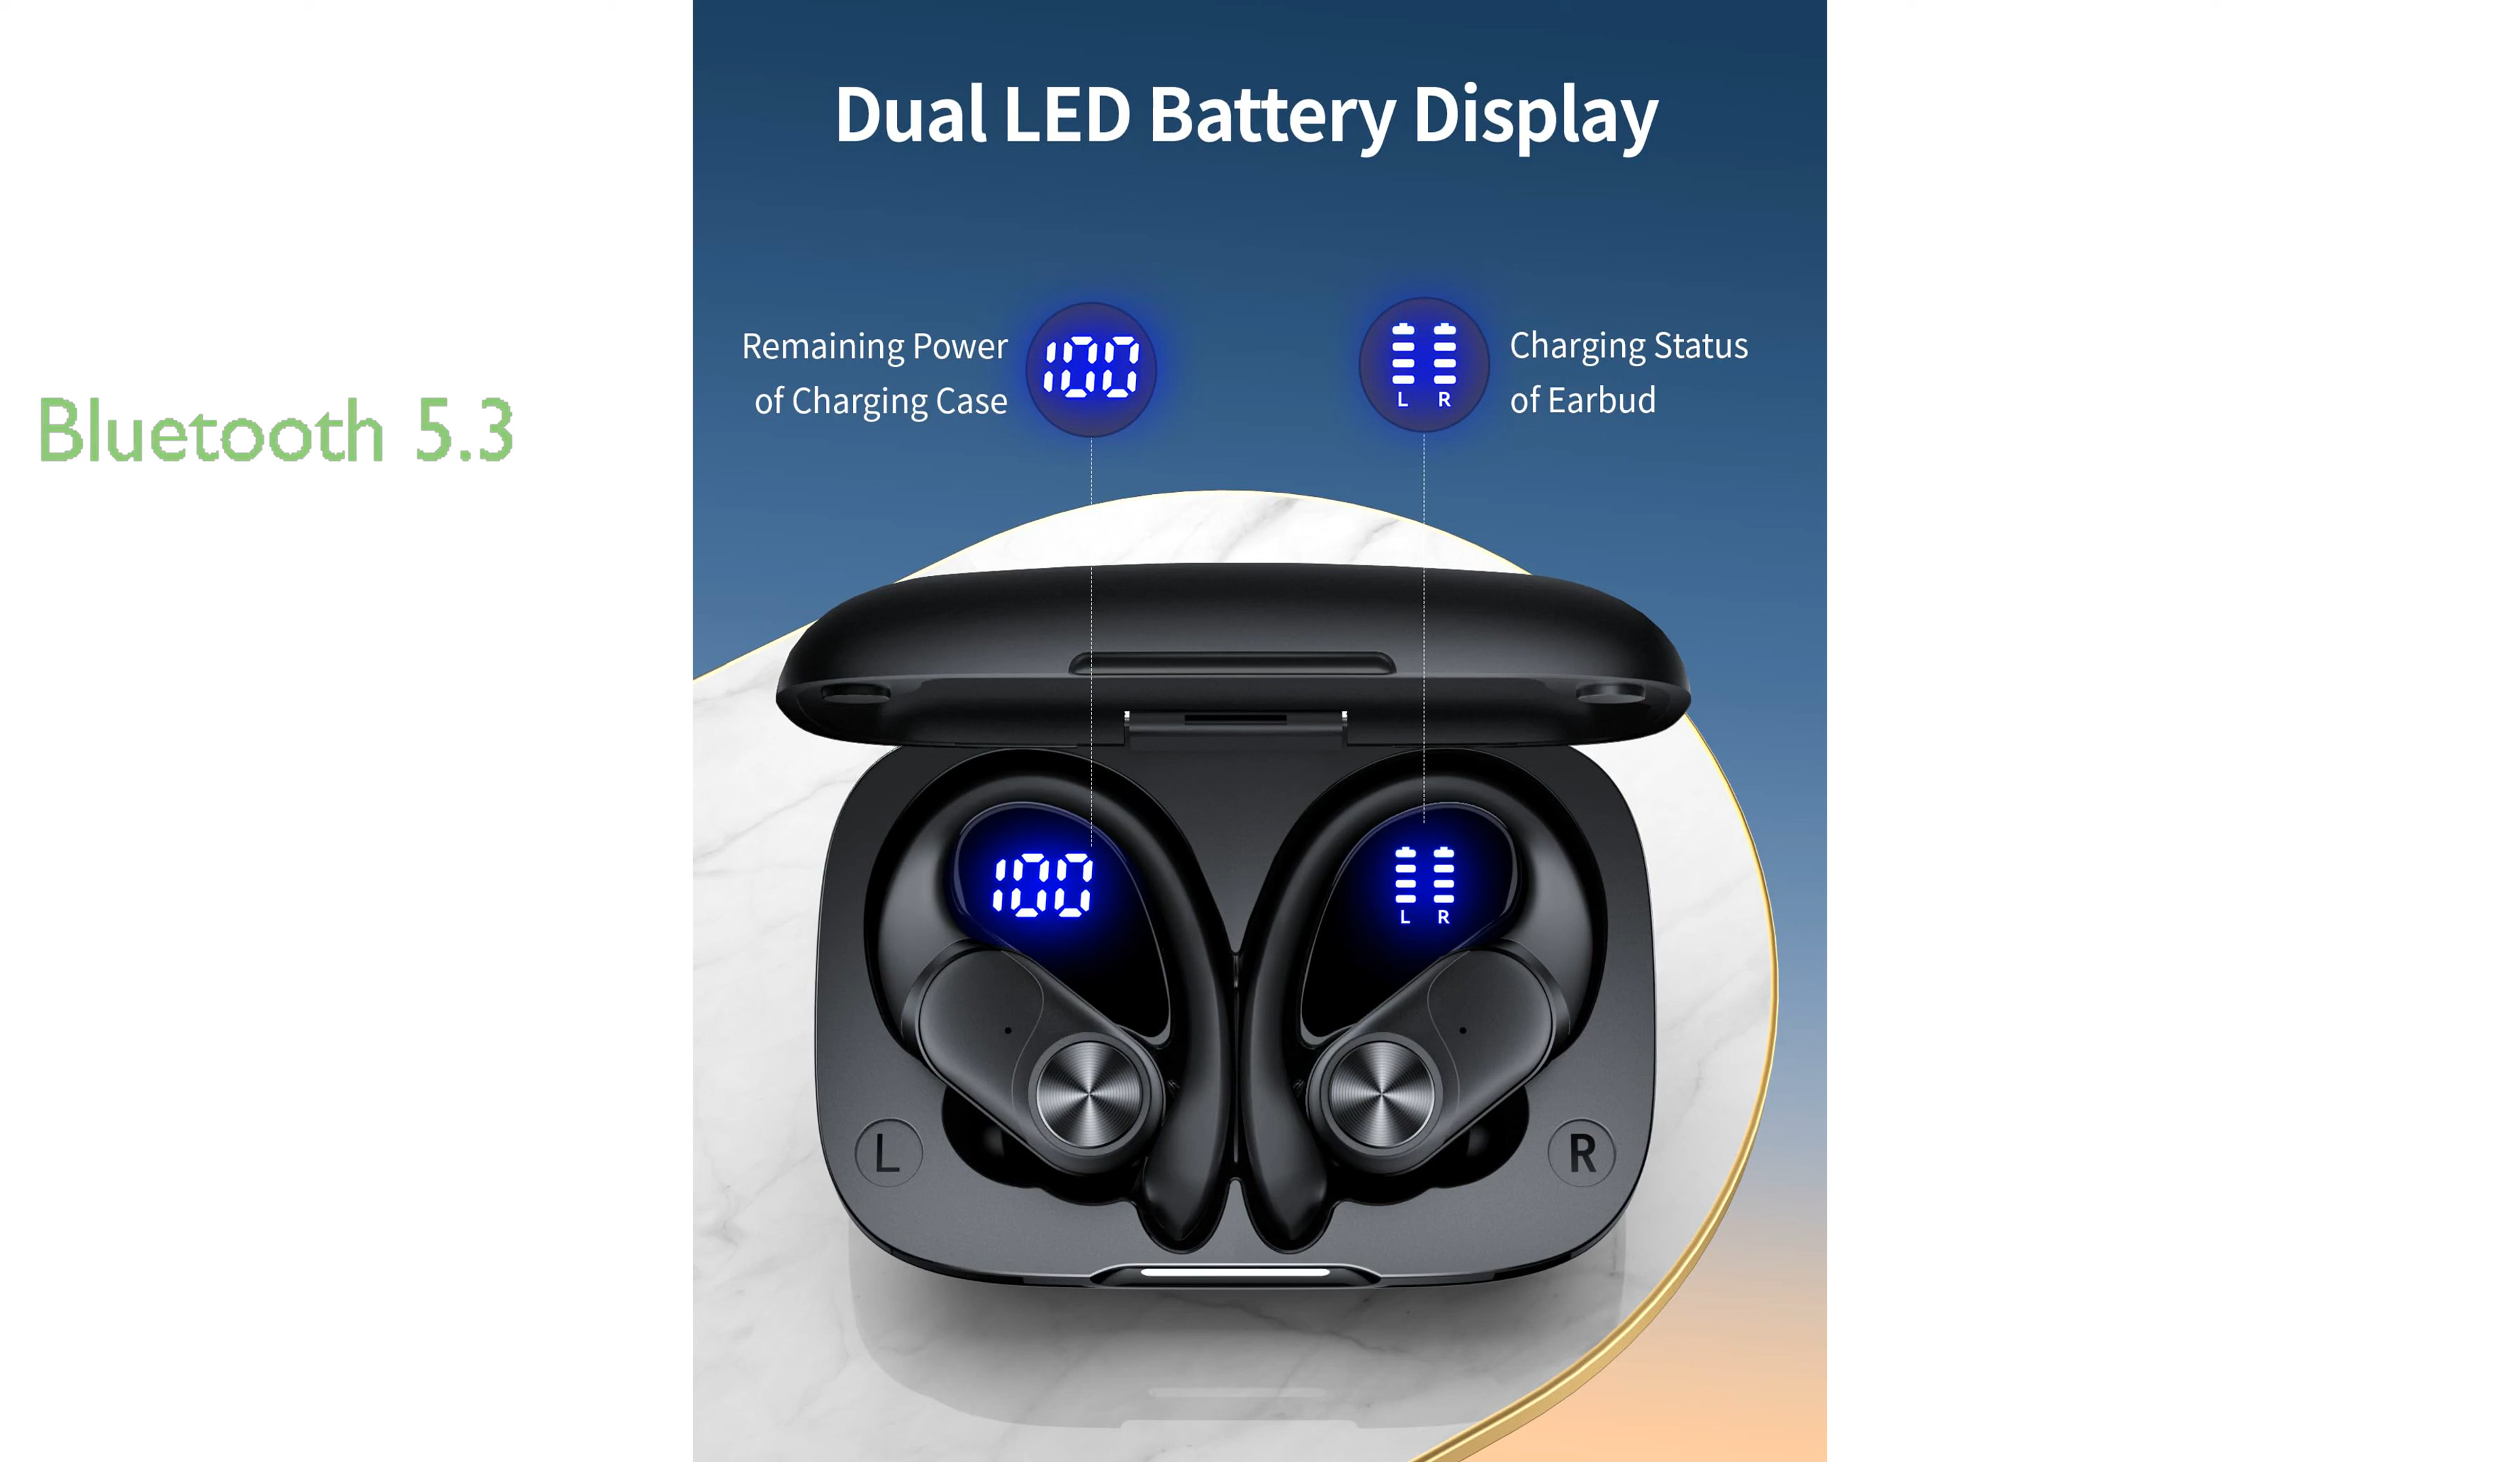 Dual LED Battery Display
Remaining Power
of Charging Case
100
L R
Charging Status
of Earbud
Bluetooth 5.3
100
L R
L
R